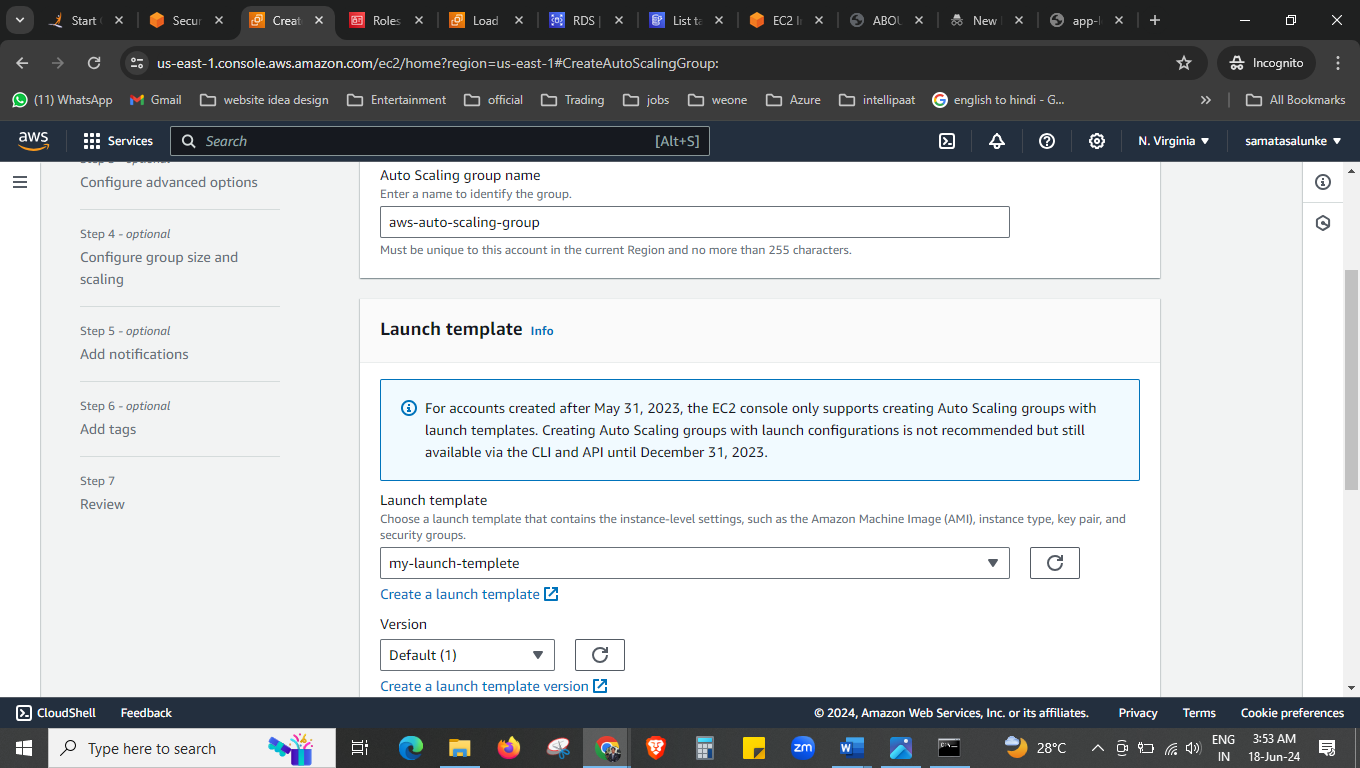 Start
Secur
Create
Roles
Load
RDS |
List ta
EC2 I
ABOU
New
app-
us-east-1.console.aws.amazon.com/ec2/home?region=us-east-1#CreateAutoScalingGroup:
Incognito
(11) WhatsApp
Gmail
website idea design
Entertainment
official
Trading
jobs
weone
Azure
intellipaat
english to hindi - G...
All Bookmarks
aws
Services
Search
[Alt+S]
N. Virginia
samatasalunke
Configure advanced options
Step 4 - optional
Configure group size and
scaling
Step 5 - optional
Add notifications
Step 6 - optional
Add tags
Step 7
Review
Auto Scaling group name
Enter a name to identify the group.
aws-auto-scaling-group
Must be unique to this account in the current Region and no more than 255 characters.
Launch template Info
For accounts created after May 31, 2023, the EC2 console only supports creating Auto Scaling groups with
launch templates. Creating Auto Scaling groups with launch configurations is not recommended but still
available via the CLI and API until December 31, 2023.
Launch template
Choose a launch template that contains the instance-level settings, such as the Amazon Machine Image (AMI), instance type, key pair, and
security groups.
my-launch-templete
Create a launch template
Version
Default (1)
Create a launch template version
CloudShell
Feedback
© 2024, Amazon Web Services, Inc. or its affiliates.
Privacy
Terms
Cookie preferences
Type here to search
zm
28°C
ENG
IN
3:53 AM
18-Jun-24